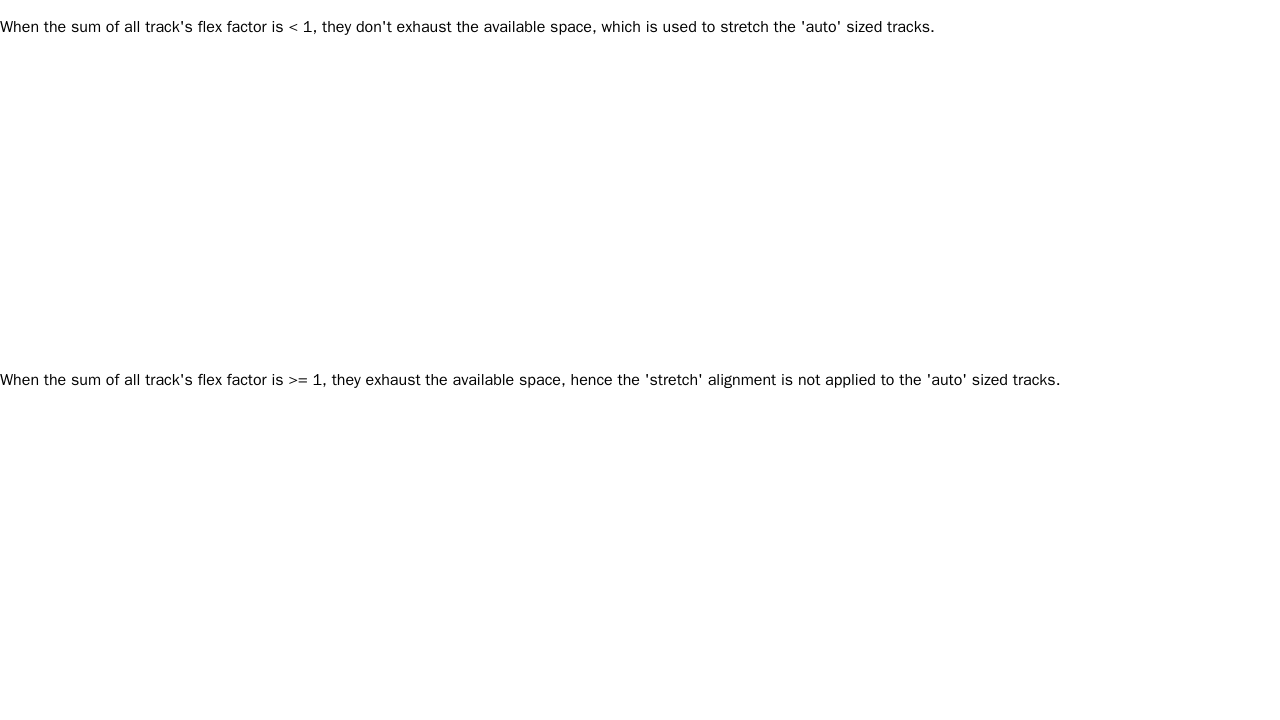 When the sum of all track's flex factor is < 1, they don't exhaust the available space, which is used to stretch the 'auto' sized tracks.
When the sum of all track's flex factor is >= 1, they exhaust the available space, hence the 'stretch' alignment is not applied to the 'auto' sized tracks.